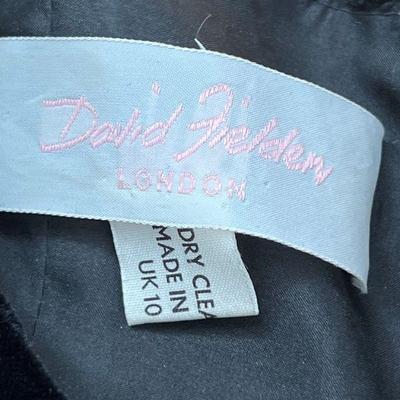 David Fielden
LONDON
DRY CLEA
MADE IN
UK 10